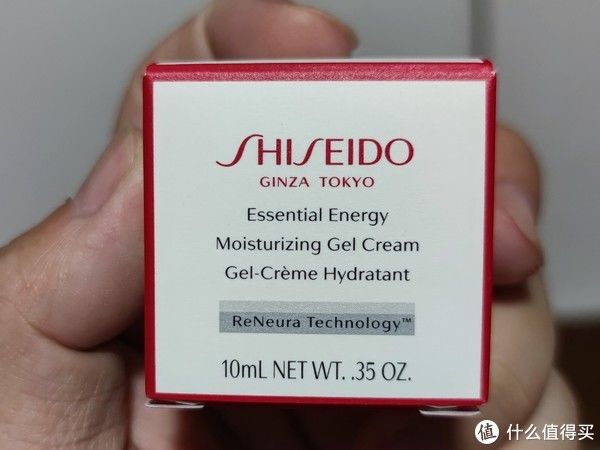 SHISEIDO
GINZA TOKYO
Essential Energy
Moisturizing Gel Cream
Gel-Crème Hydratant
ReNeura Technology™
10mL NET WT. .35 OZ.
值 什么值得买